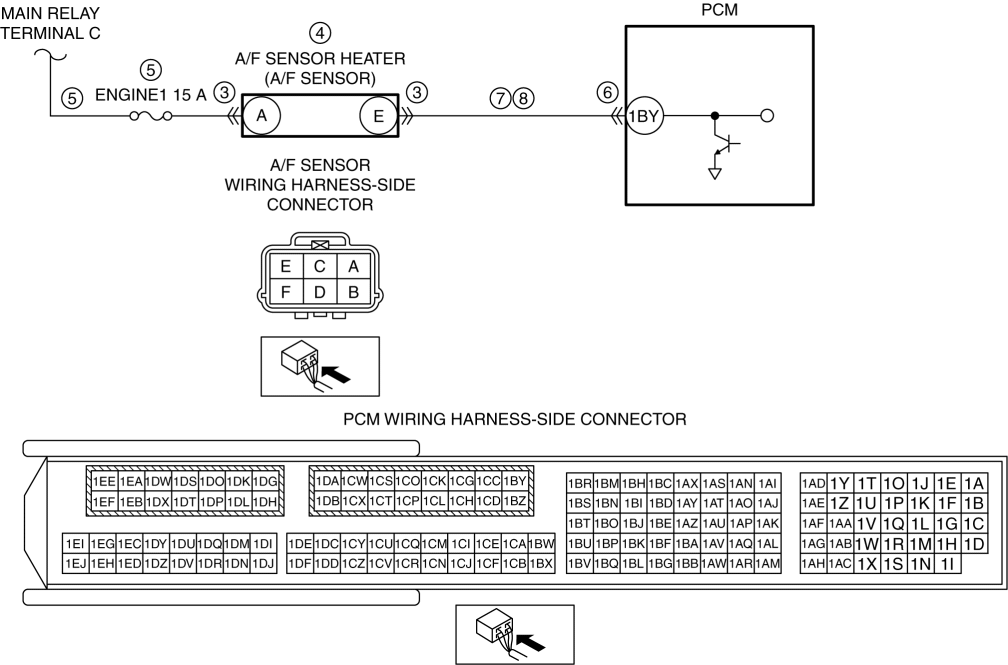 MAIN RELAY
TERMINAL C
PCM
4
A/F SENSOR HEATER
(A/F SENSOR)
5
5
ENGINE1 15 A
3
A
E
3
7 8
6
1BY
A/F SENSOR
WIRING HARNESS-SIDE
CONNECTOR
E C A
F D B
PCM WIRING HARNESS-SIDE CONNECTOR
1EE 1EA 1DW 1DS 1DO 1DK 1DG
1EF 1EB 1DX 1DT 1DP 1DL 1DH
1EI 1EG 1EC 1DY 1DU 1DQ 1DM 1DI
1EJ 1EH 1ED 1DZ 1DV 1DR 1DN 1DJ
1DA 1CW 1CS 1CO 1CK 1CG 1CC 1BY
1DB 1CX 1CT 1CP 1CL 1CH 1CD 1BZ
1DE 1DC 1CY 1CU 1CQ 1CM 1CI 1CE 1CA 1BW
1DF 1DD 1CZ 1CV 1CR 1CN 1CJ 1CF 1CB 1BX
1BR 1BM 1BH 1BC 1AX 1AS 1AN 1AI
1BS 1BN 1BI 1BD 1AY 1AT 1AO 1AJ
1BT 1BO 1BJ 1BE 1AZ 1AU 1AP 1AK
1BU 1BP 1BK 1BF 1BA 1AV 1AQ 1AL
1BV 1BQ 1BL 1BG 1BB 1AW 1AR 1AM
1AD 1Y 1T 1O 1J 1E 1A
1AE 1Z 1U 1P 1K 1F 1B
1AF 1AA 1V 1Q 1L 1G 1C
1AG 1AB 1W 1R 1M 1H 1D
1AH 1AC 1X 1S 1N 1I